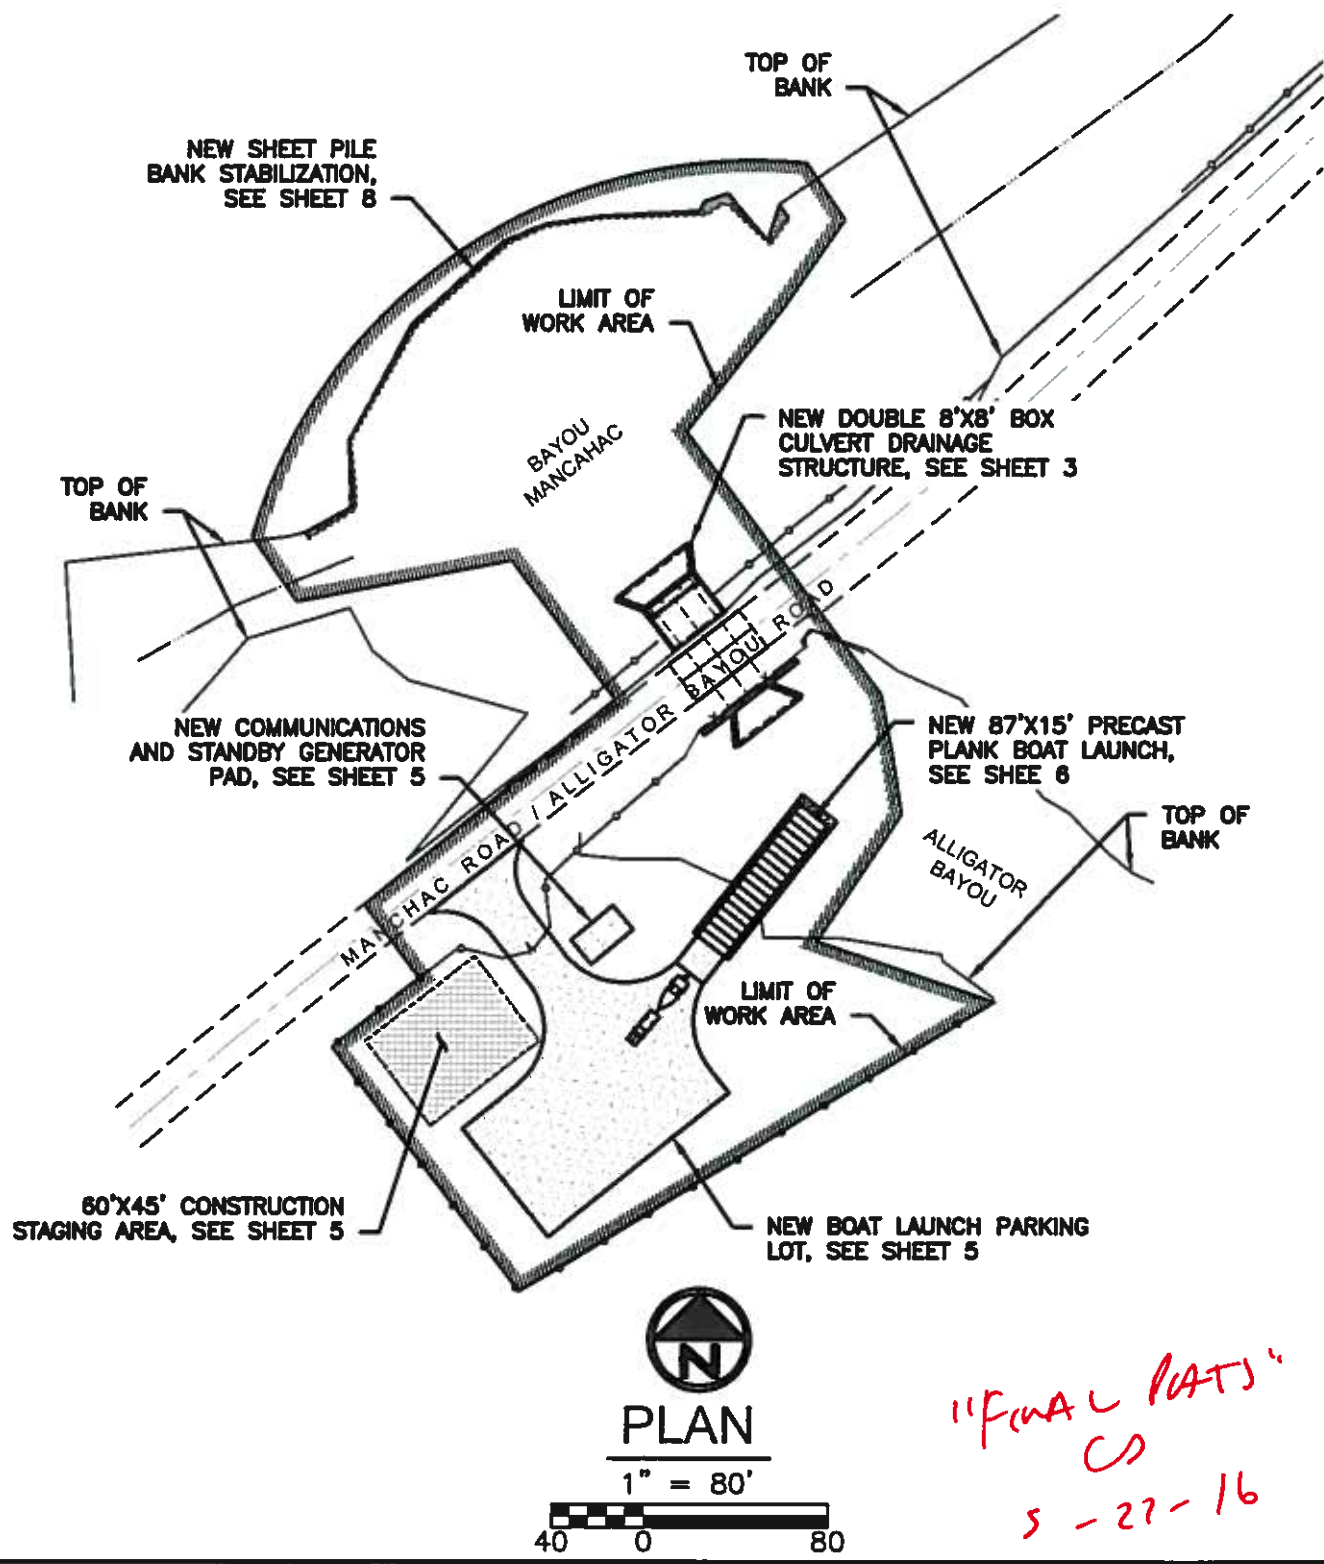 TOP OF
BANK
NEW SHEET PILE
BANK STABILIZATION,
SEE SHEET 8
LIMIT OF
WORK AREA
BAYOU
MANCAHAC
NEW DOUBLE 8'X8' BOX
CULVERT DRAINAGE
STRUCTURE, SEE SHEET 3
TOP OF
BANK
MANCHAC ROAD / ALLIGATOR BAYOU ROAD
NEW COMMUNICATIONS
AND STANDBY GENERATOR
PAD, SEE SHEET 5
NEW 87'X15' PRECAST
PLANK BOAT LAUNCH,
SEE SHEE 6
TOP OF
BANK
ALLIGATOR
BAYOU
LIMIT OF
WORK AREA
60'X45' CONSTRUCTION
STAGING AREA, SEE SHEET 5
NEW BOAT LAUNCH PARKING
LOT, SEE SHEET 5
N
PLAN
1" = 80'
40 0 80
"FINAL PLATS"
CS
5-27-16